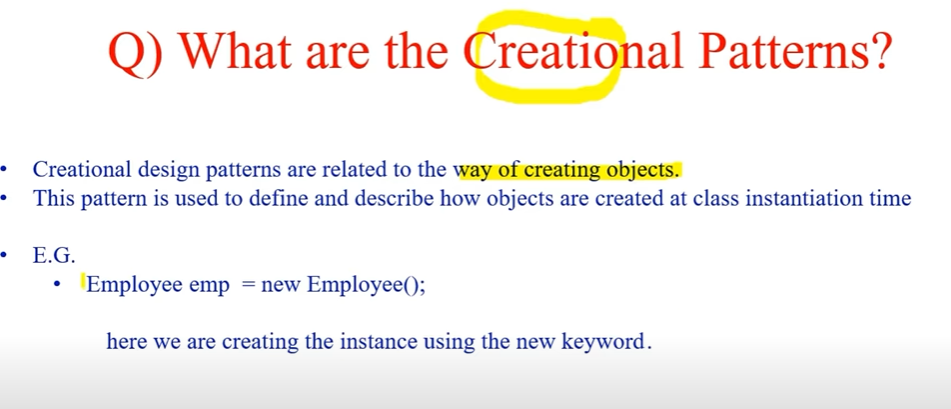 Q) What are the Creational Patterns?
• Creational design patterns are related to the way of creating objects.
• This pattern is used to define and describe how objects are created at class instantiation time
• E.G.
• Employee emp = new Employee();
here we are creating the instance using the new keyword.